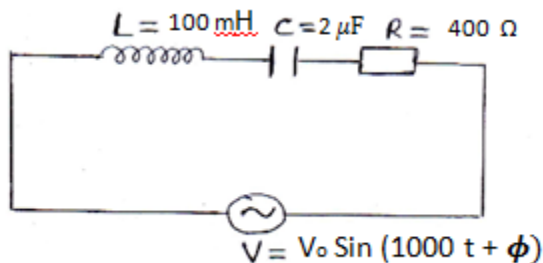 L = 100 mH C = 2 μF R = 400 Ω
V = V₀ Sin (1000 t + ϕ)